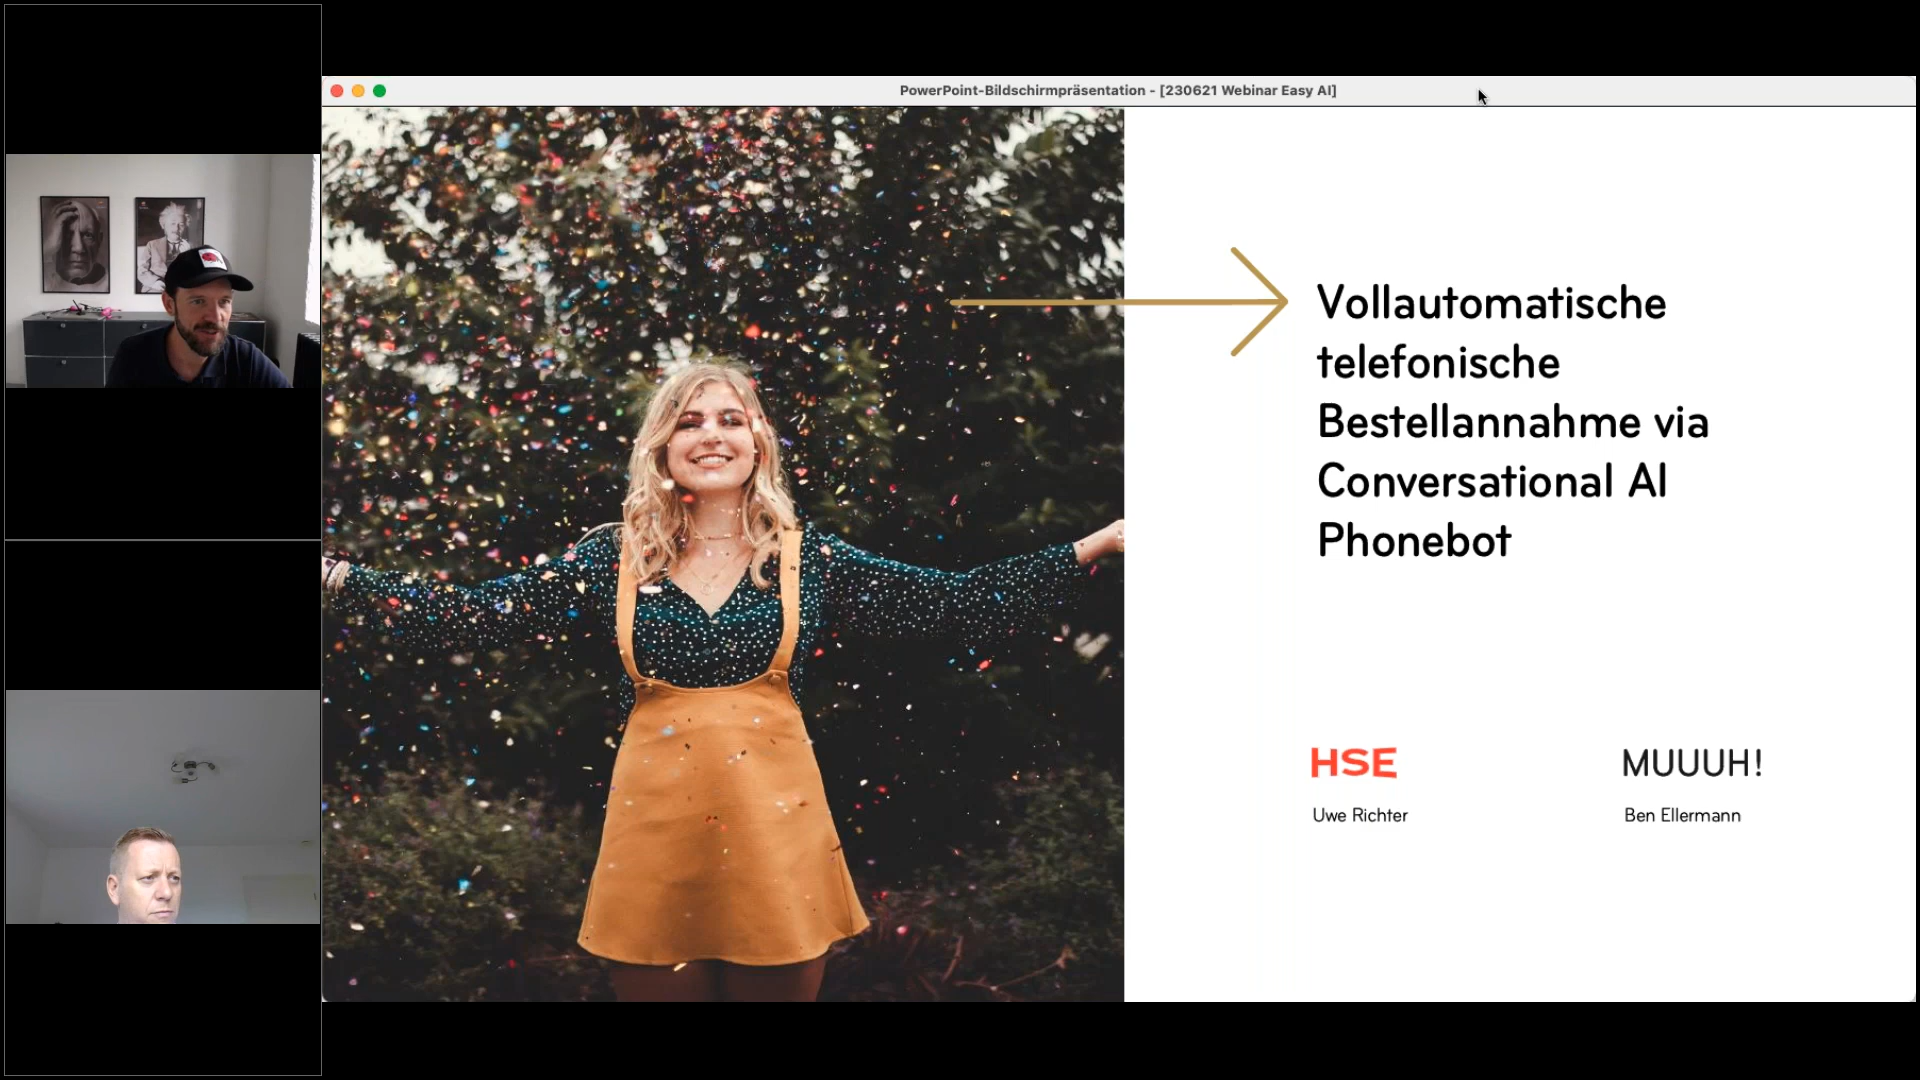 PowerPoint-Bildschirmpräsentation - [230621 Webinar Easy AI]
Vollautomatische
telefonische
Bestellannahme via
Conversational AI
Phonebot
HSE
MUUUH!
Uwe Richter
Ben Ellermann